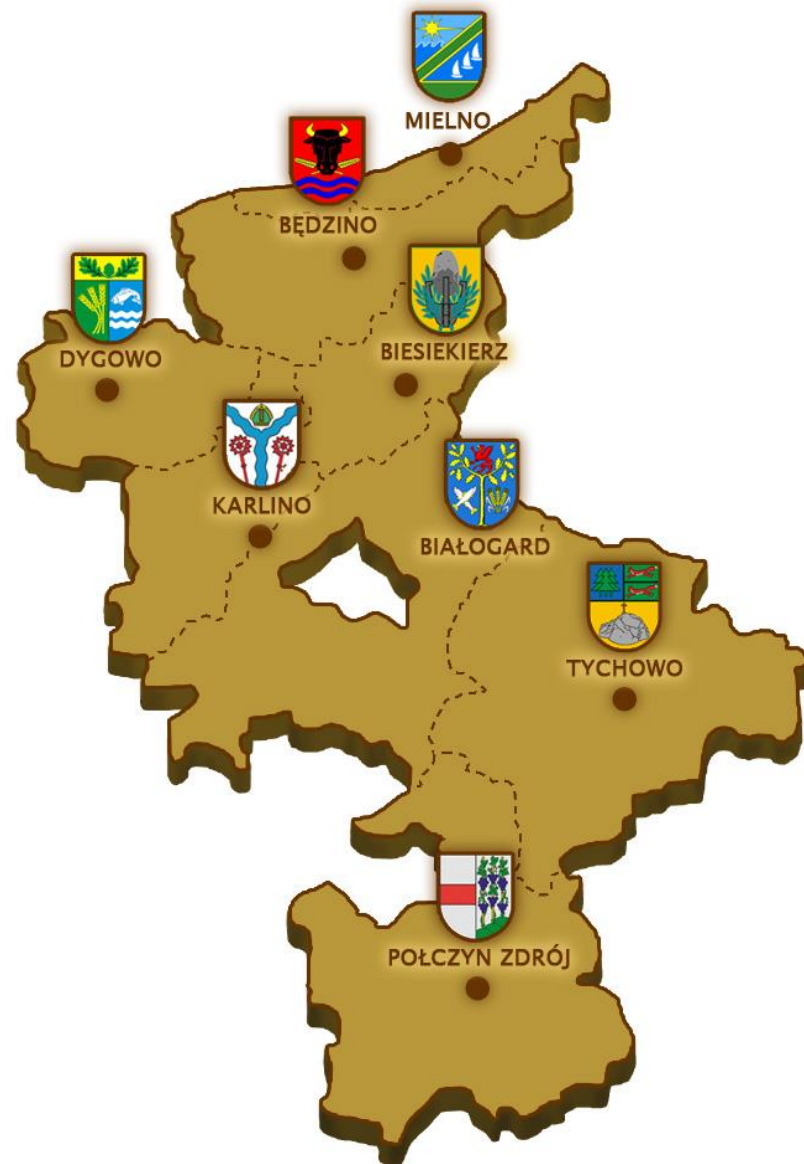 MIELNO
BĘDZINO
DYGOWO
BIESIEKIERZ
KARLINO
BIAŁOGARD
TYCHOWO
POŁCZYN ZDRÓJ